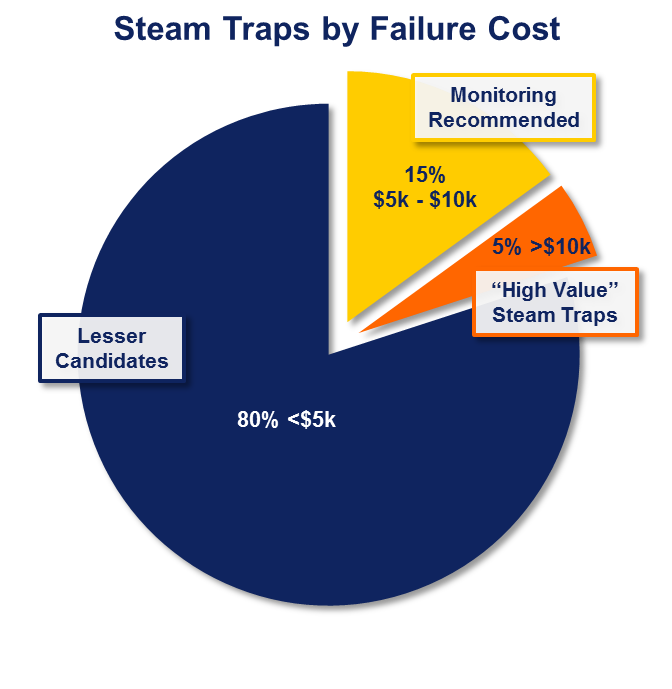 Steam Traps by Failure Cost
Monitoring
Recommended
15%
$5k - $10k
5% >$10k
“High Value”
Steam Traps
Lesser
Candidates
80% <$5k